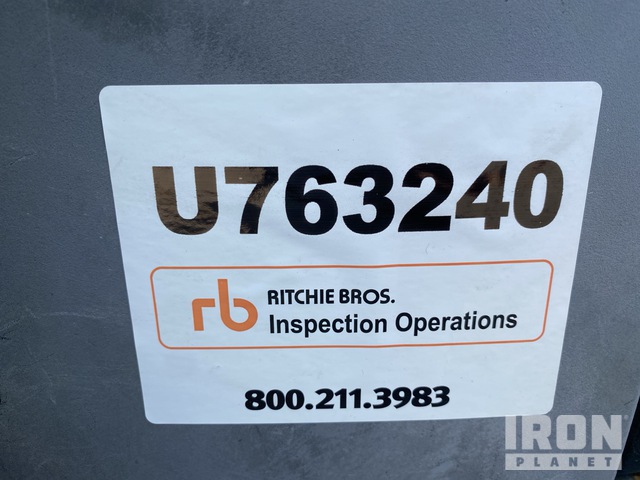 U763240
rb RITCHIE BROS.
Inspection Operations
800.211.3983
IRON
PLANET